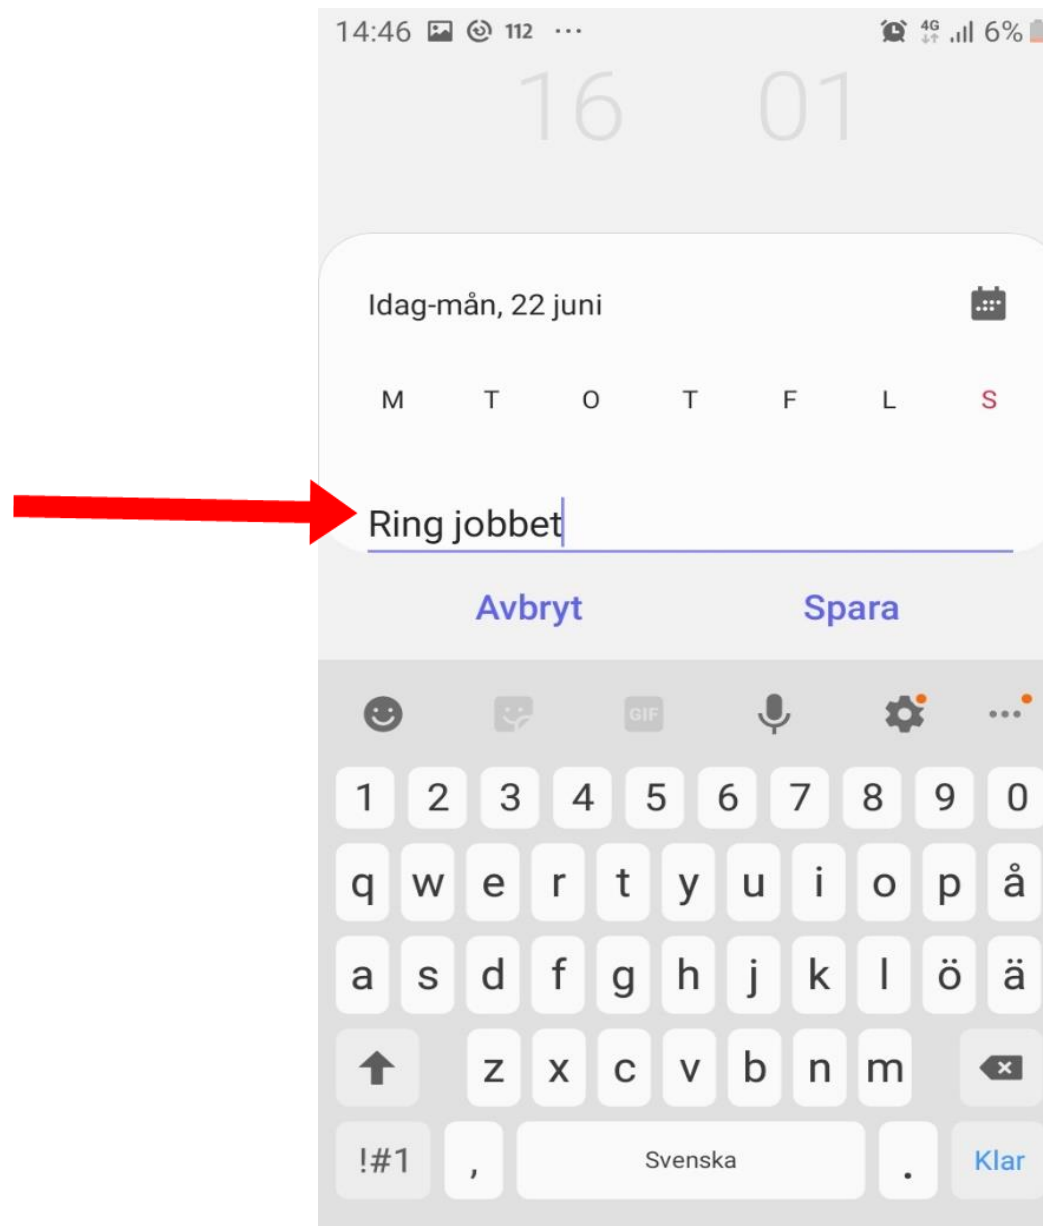 14:46 112 ... 4G 6%
16 01
Idag-mån, 22 juni
M T O T F L S
Ring jobbet
Avbryt Spara
GIF
1 2 3 4 5 6 7 8 9 0
q w e r t y u i o p å
a s d f g h j k l ö ä
z x c v b n m
!#1 , Svenska . Klar